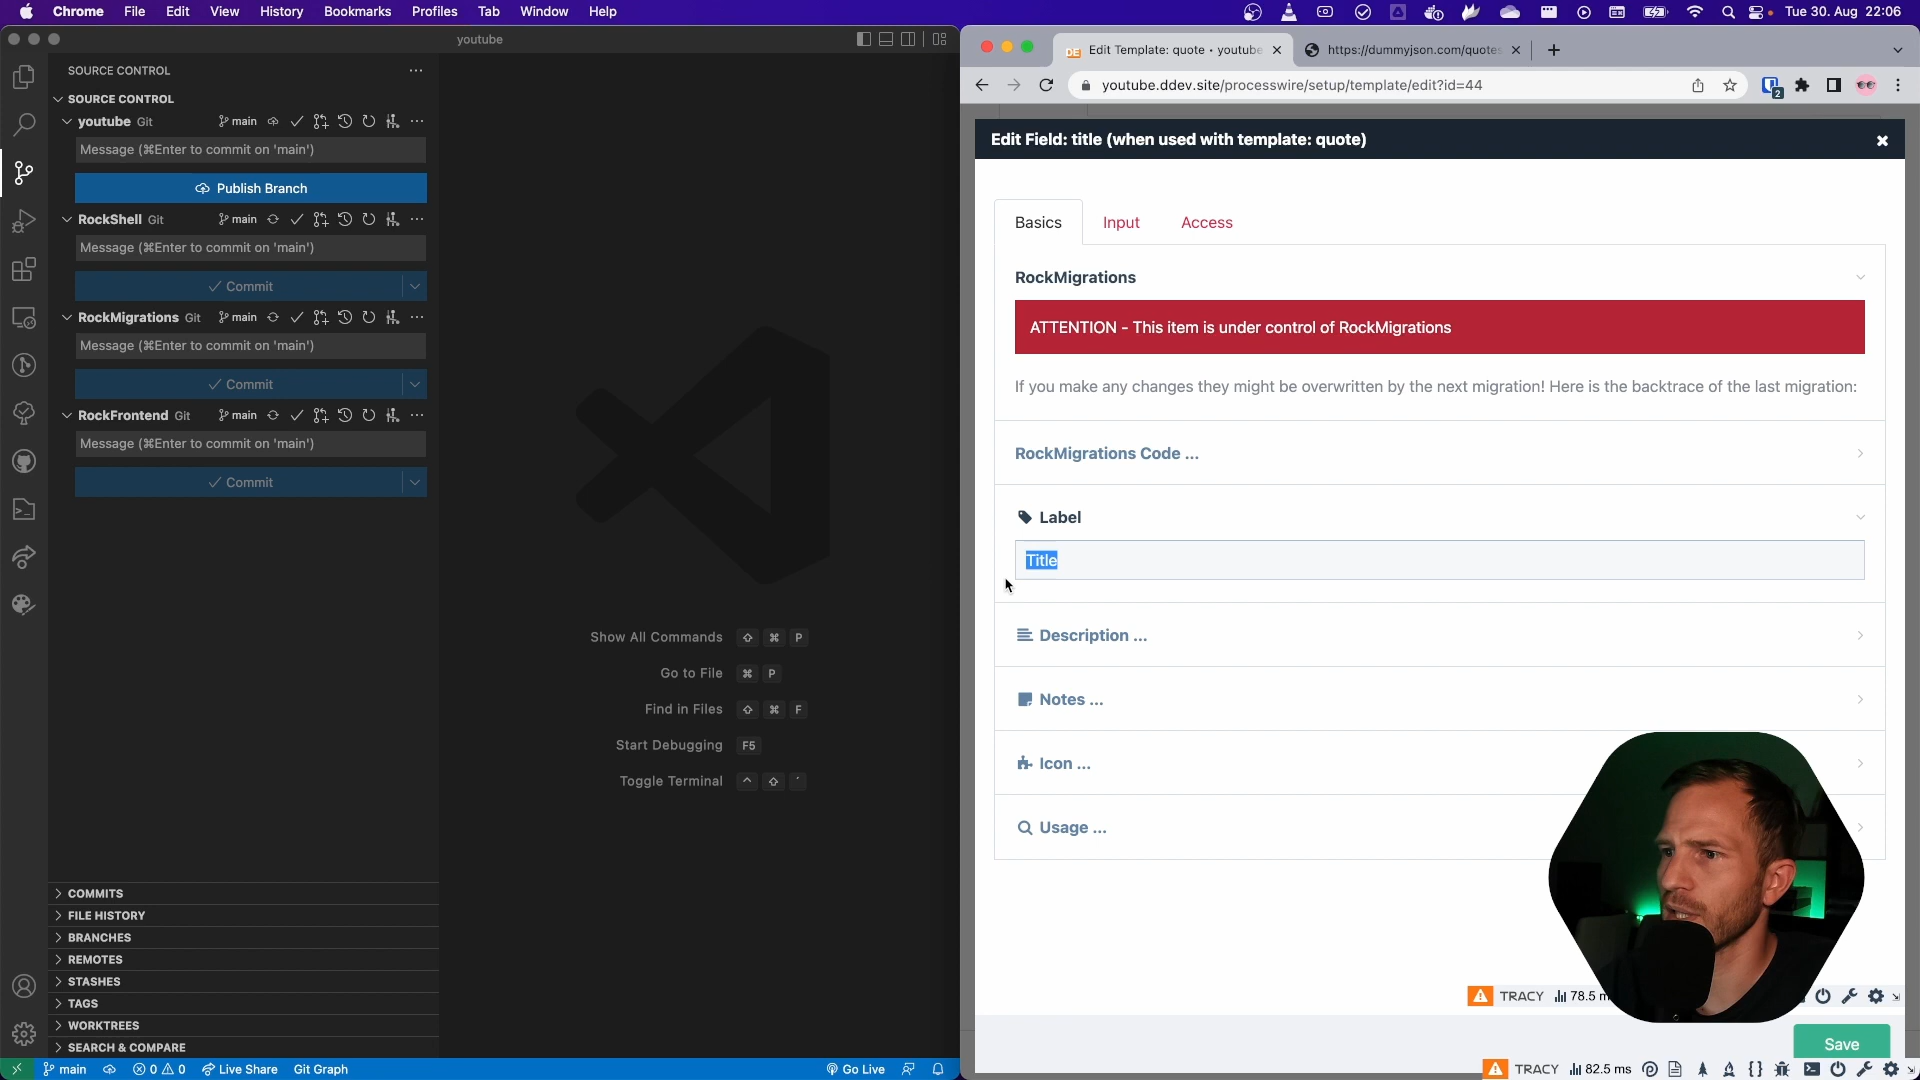 Chrome File Edit View History Bookmarks Profiles Tab Window Help
Tue 30. Aug 22:06
youtube
SOURCE CONTROL
SOURCE CONTROL
youtube Git main
Message (⌘Enter to commit on 'main')
Publish Branch
RockShell Git main
Message (⌘Enter to commit on 'main')
Commit
RockMigrations Git main
Message (⌘Enter to commit on 'main')
Commit
RockFrontend Git main
Message (⌘Enter to commit on 'main')
Commit
Show All Commands ⇧ ⌘ P
Go to File ⌘ P
Find in Files ⇧ ⌘ F
Start Debugging F5
Toggle Terminal ^ ⇧ `
COMMITS
FILE HISTORY
BRANCHES
REMOTES
STASHES
TAGS
WORKTREES
SEARCH & COMPARE
main 0 0 Live Share Git Graph Go Live
Edit Template: quote • youtube
https://dummyjson.com/quotes
youtube.ddev.site/processwire/setup/template/edit?id=44
2
Edit Field: title (when used with template: quote)
Basics Input Access
RockMigrations
ATTENTION - This item is under control of RockMigrations
If you make any changes they might be overwritten by the next migration! Here is the backtrace of the last migration:
RockMigrations Code ...
Label
Title
Description ...
Notes ...
Icon ...
Usage ...
TRACY 78.5 m
Save
TRACY 82.5 ms